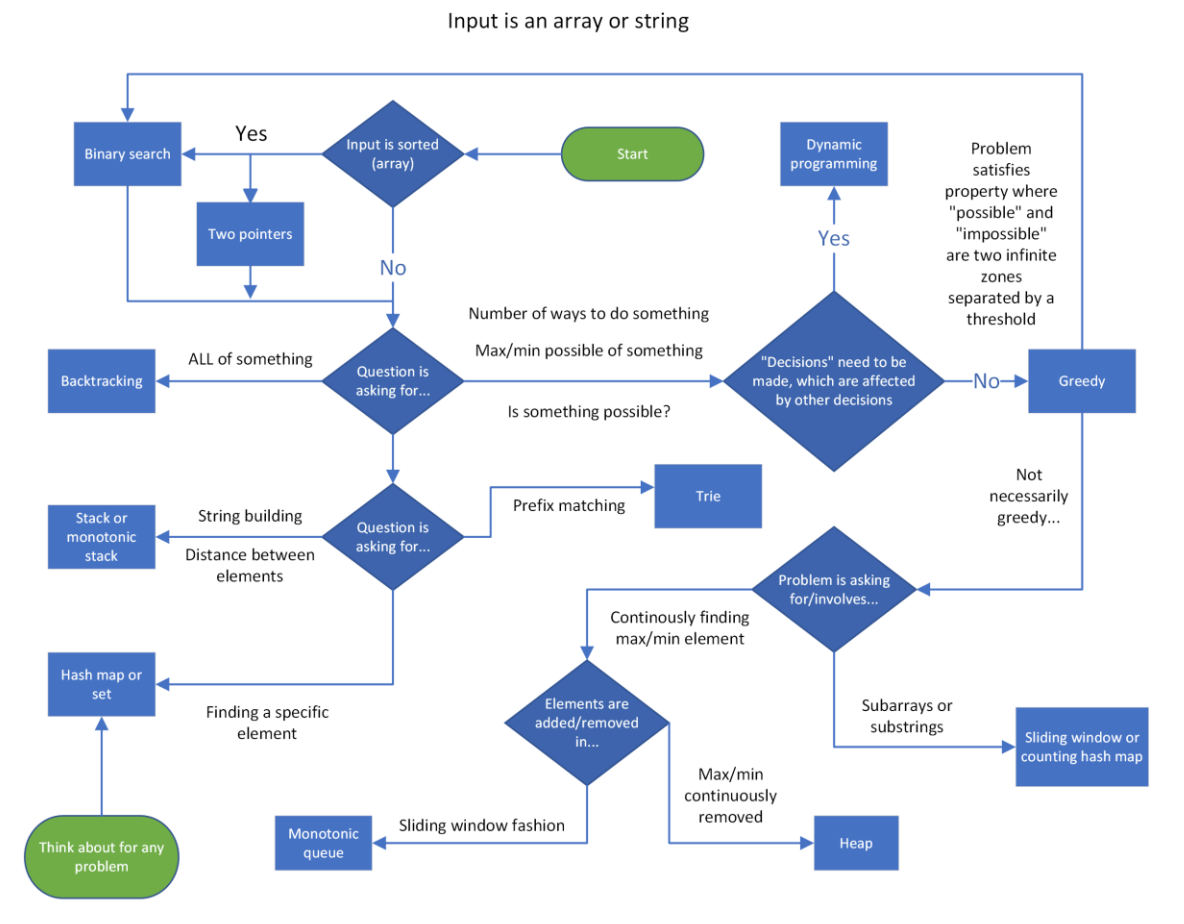 Input is an array or string
Yes
Input is sorted
(array)
Start
Binary search
Two pointers
No
Dynamic
programming
Yes
Problem
satisfies
property where
"possible" and
"impossible"
are two infinite
zones
separated by a
threshold
Number of ways to do something
Max/min possible of something
Is something possible?
ALL of something
Backtracking
Question is
asking for...
"Decisions" need to be
made, which are affected
by other decisions
No
Greedy
Not
necessarily
greedy...
String building
Distance between
elements
Stack or
monotonic
stack
Question is
asking for...
Prefix matching
Trie
Problem is asking
for/involves...
Continously finding
max/min element
Hash map or
set
Finding a specific
element
Elements are
added/removed
in...
Subarrays or
substrings
Sliding window or
counting hash map
Max/min
continuously
removed
Think about for any
problem
Monotonic
queue
Sliding window fashion
Heap